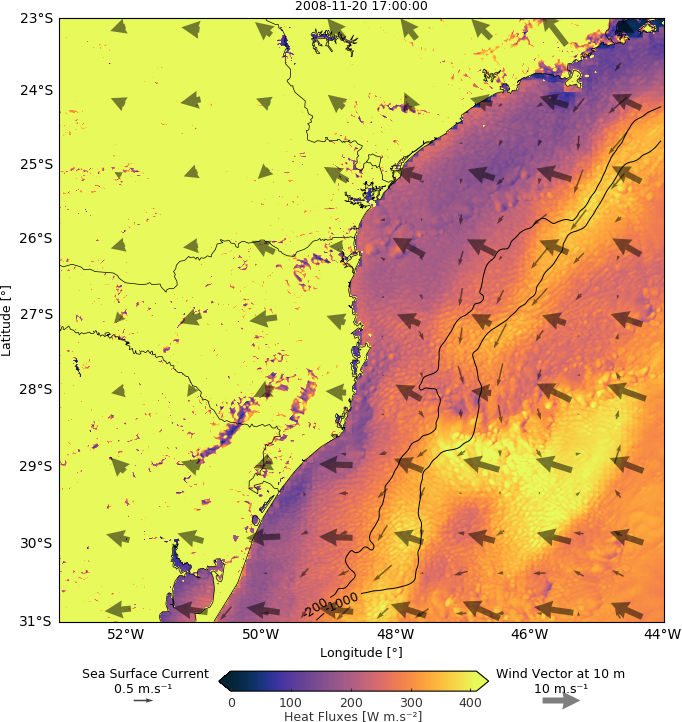 2008-11-20 17:00:00
23°S
24°S
25°S
26°S
27°S
28°S
29°S
30°S
31°S
Latitude [°]
-200
-1000
52°W 50°W 48°W 46°W 44°W
Longitude [°]
Sea Surface Current
0.5 m.s⁻¹
Wind Vector at 10 m
10 m.s⁻¹
0 100 200 300 400
Heat Fluxes [W m.s⁻²]